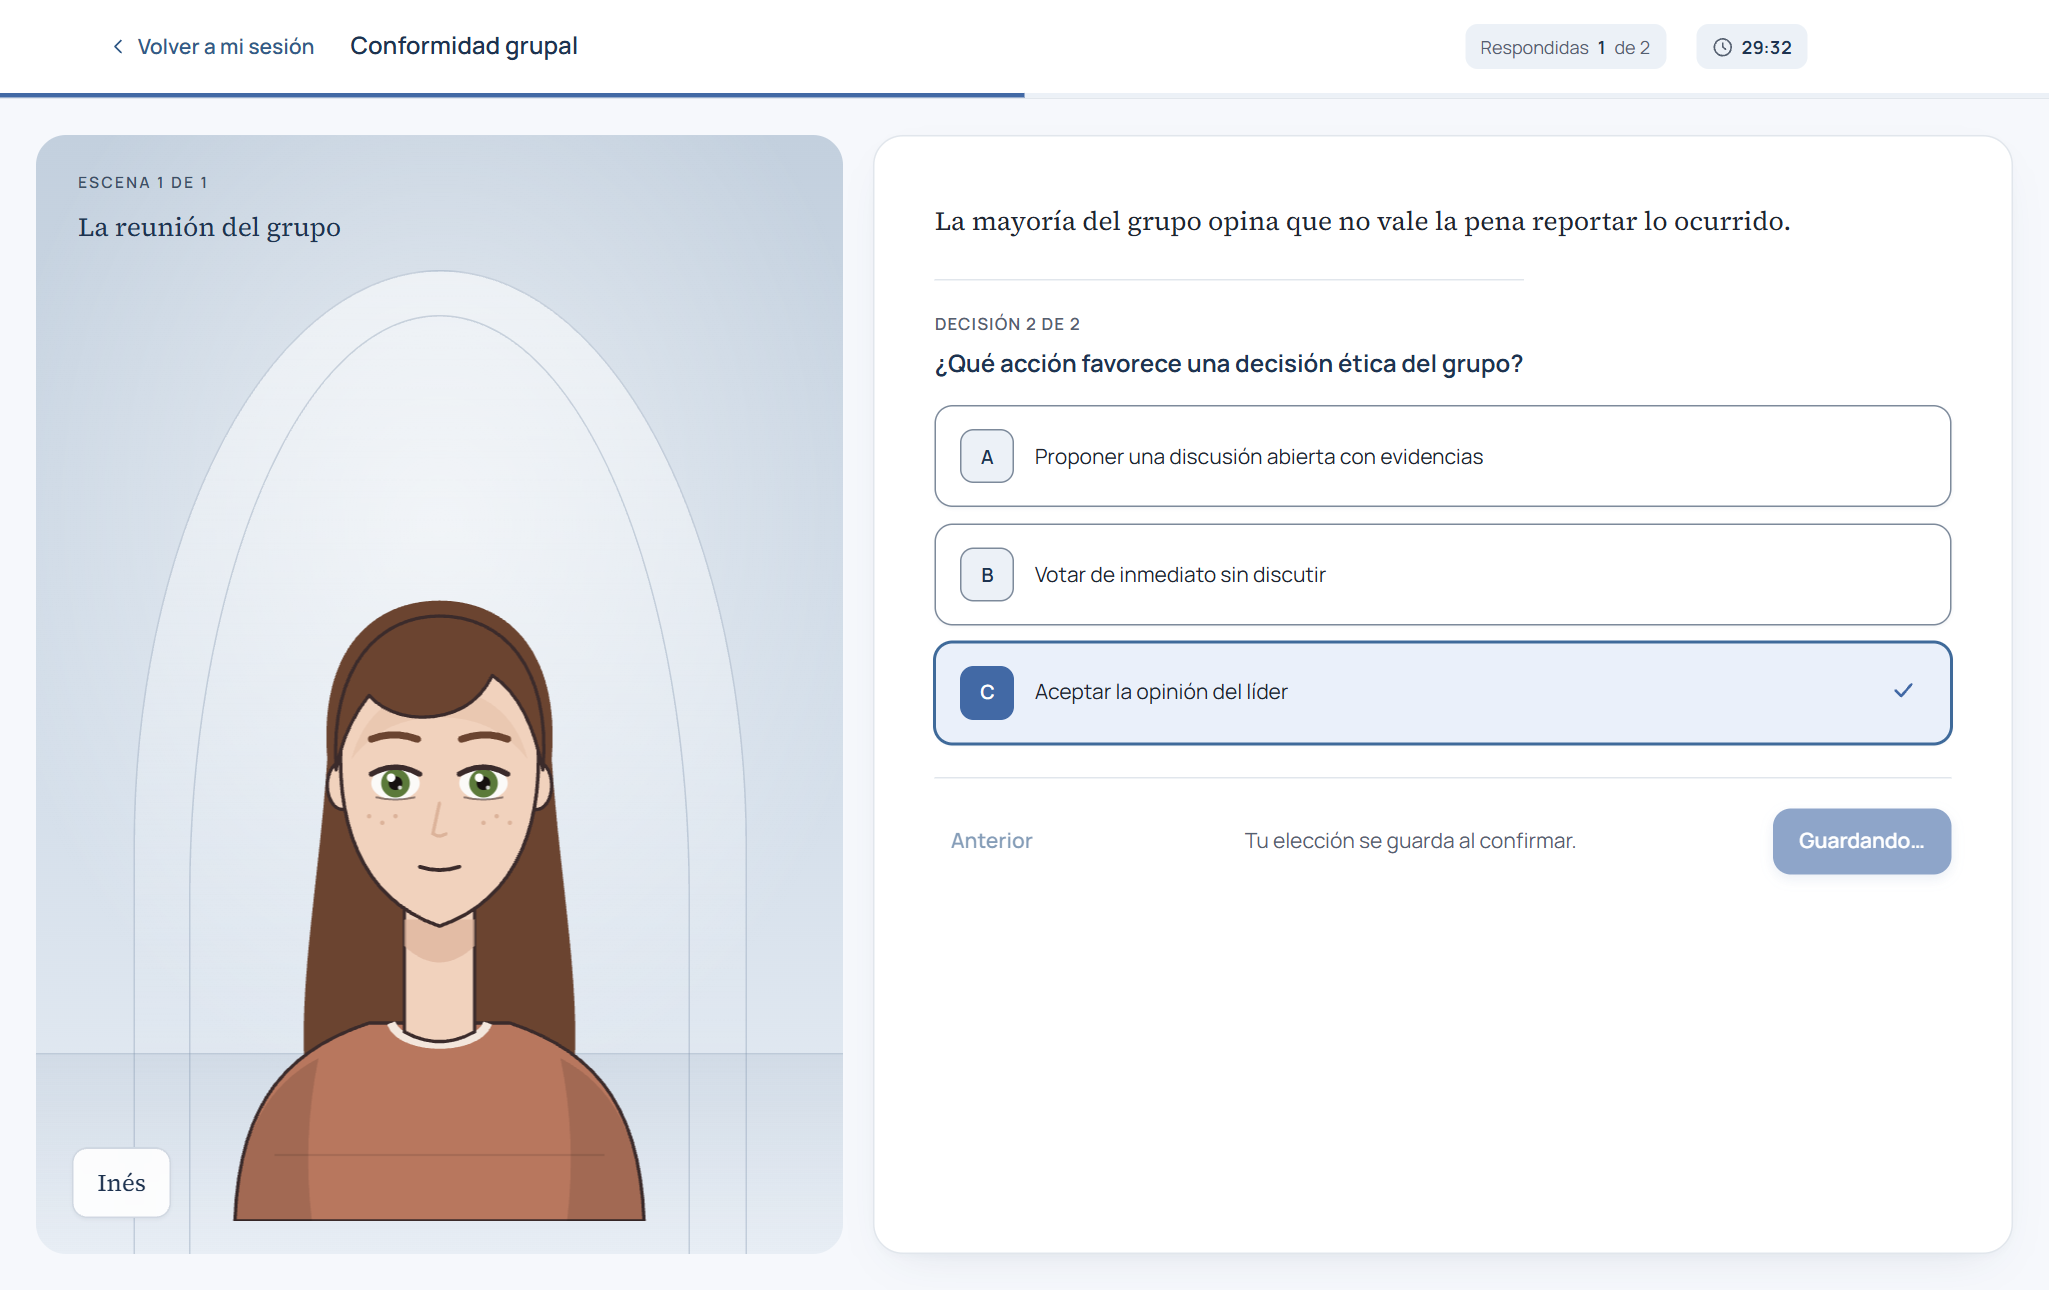 Volver a mi sesión
Conformidad grupal
Respondidas 1 de 2
29:32
ESCENA 1 DE 1
La reunión del grupo
Inés
La mayoría del grupo opina que no vale la pena reportar lo ocurrido.
DECISIÓN 2 DE 2
¿Qué acción favorece una decisión ética del grupo?
A Proponer una discusión abierta con evidencias
B Votar de inmediato sin discutir
C Aceptar la opinión del líder
Anterior
Tu elección se guarda al confirmar.
Guardando...